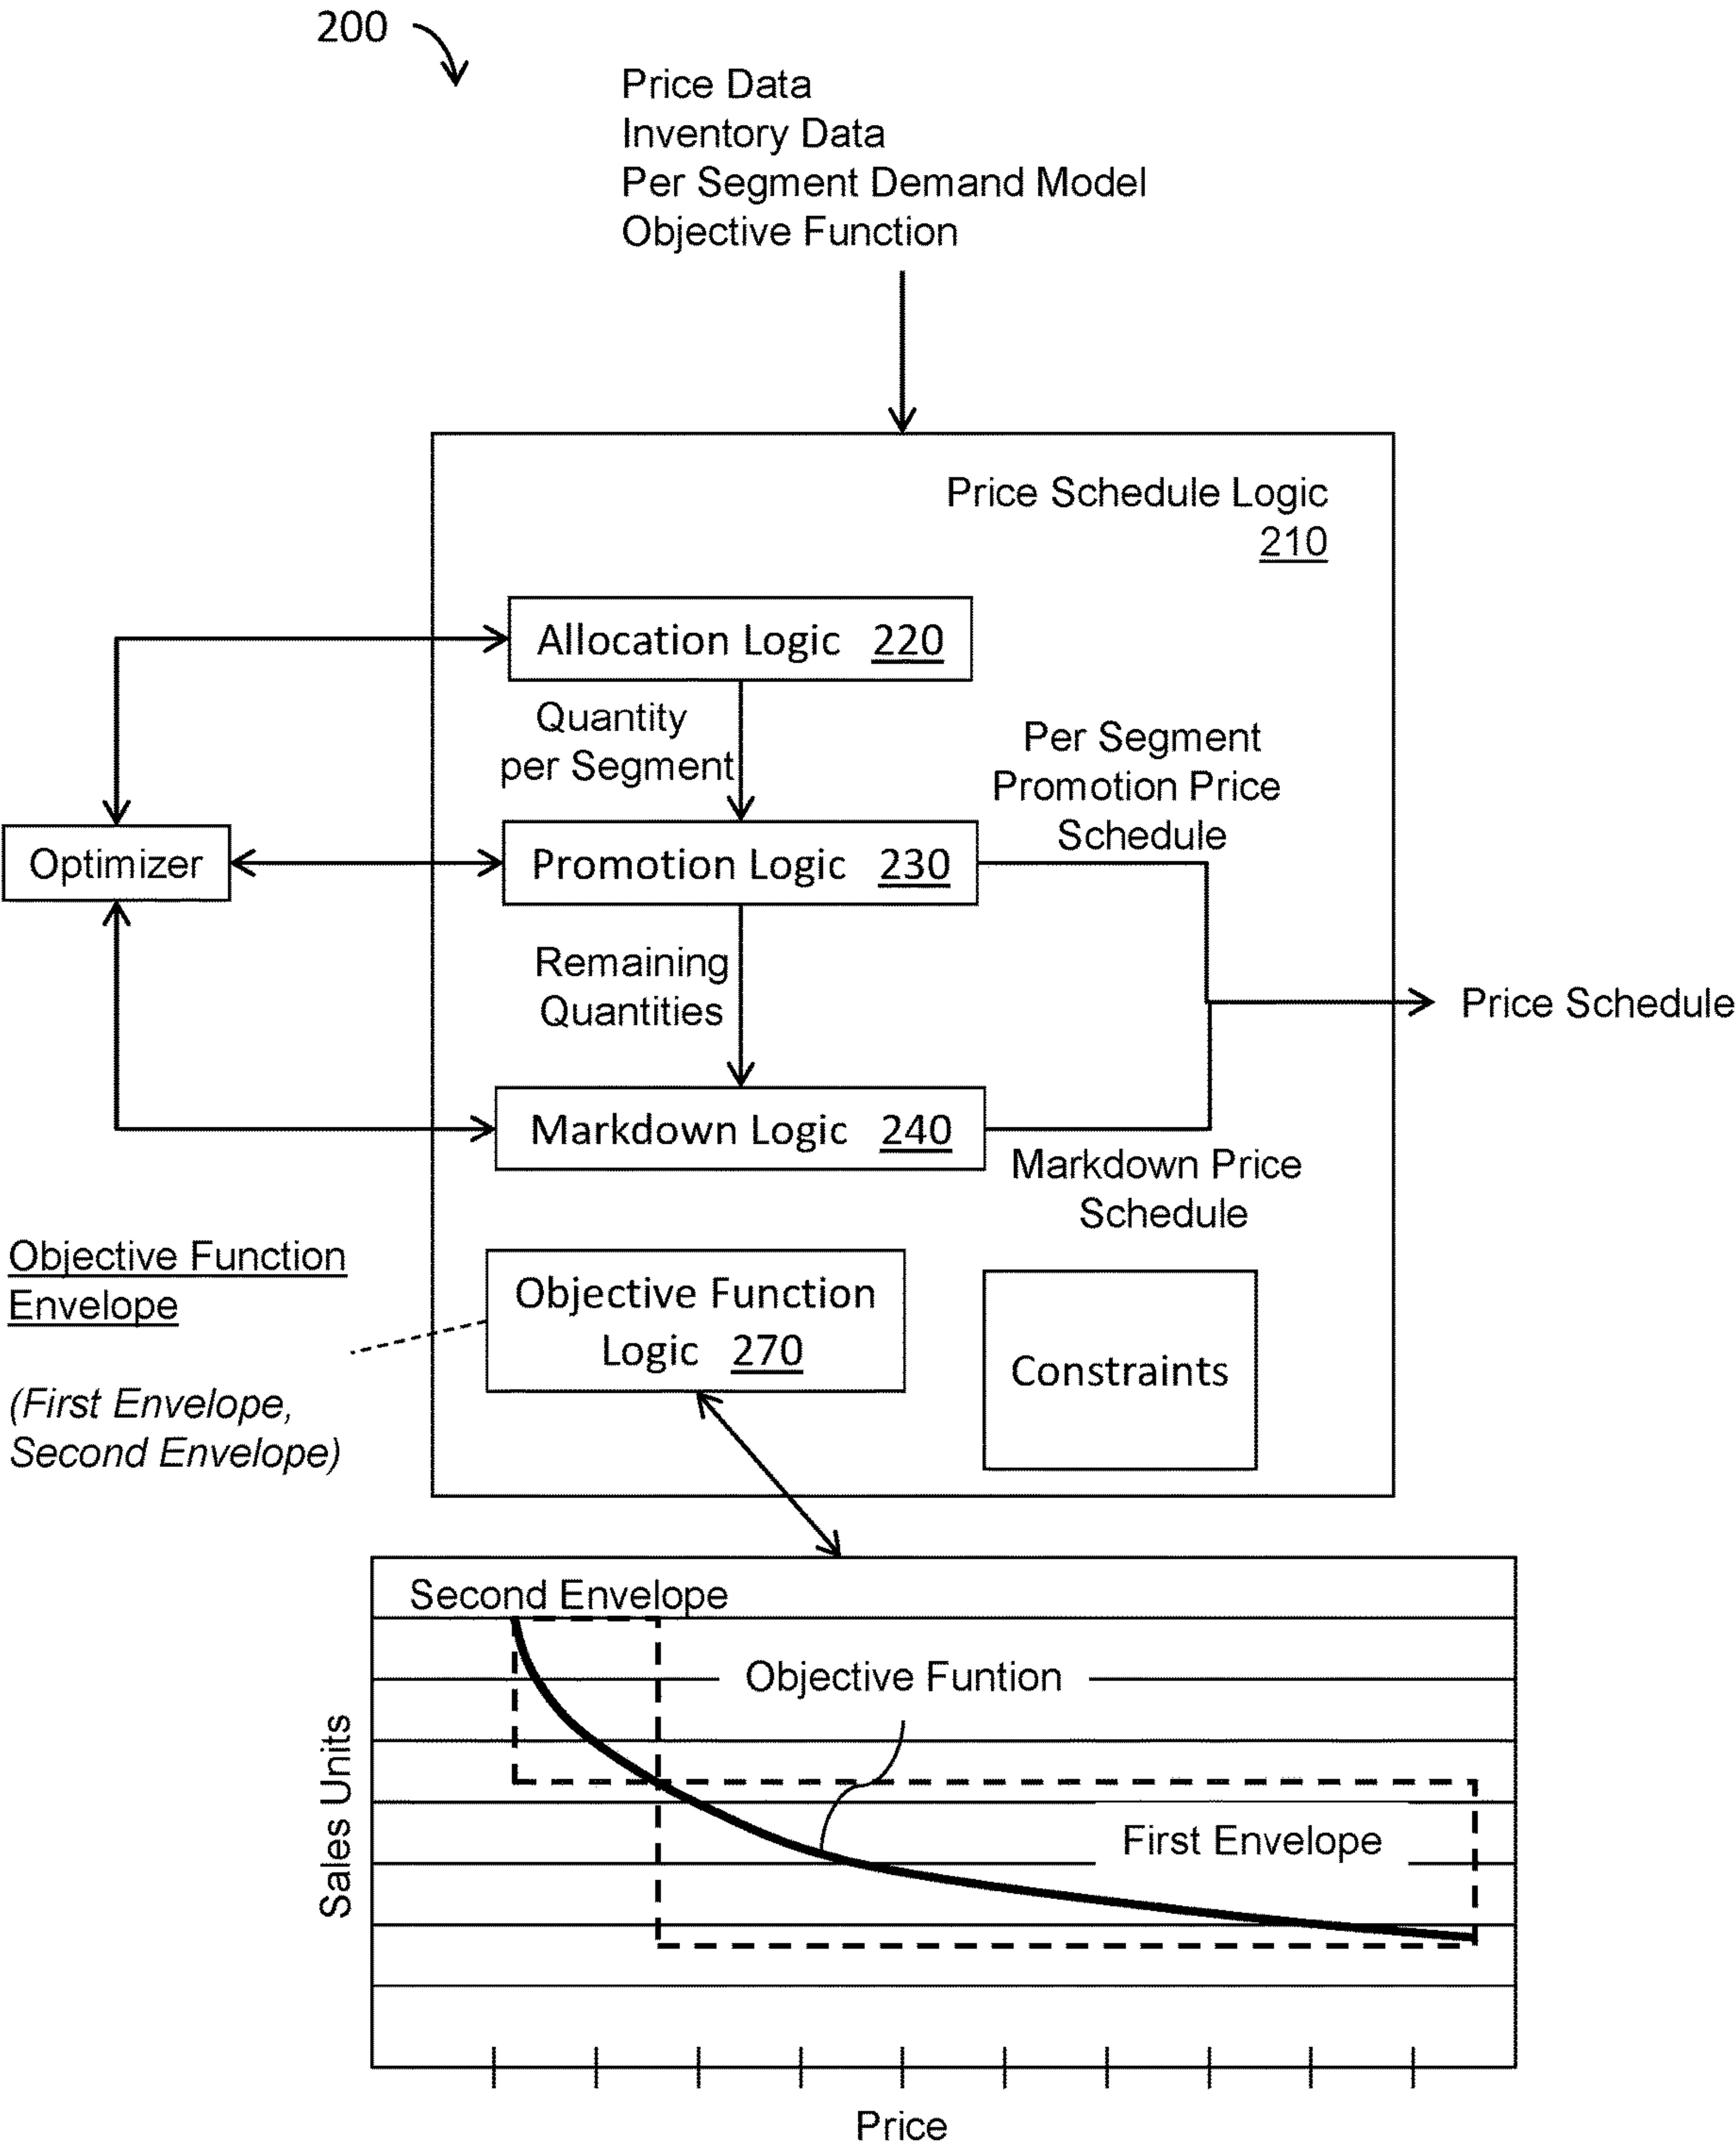 200
Price Data
Inventory Data
Per Segment Demand Model
Objective Function
Price Schedule Logic
210
Allocation Logic 220
Quantity
per Segment
Per Segment
Promotion Price
Schedule
Optimizer
Promotion Logic 230
Remaining
Quantities
Price Schedule
Markdown Logic 240
Markdown Price
Schedule
Objective Function
Envelope
(First Envelope,
Second Envelope)
Objective Function
Logic 270
Constraints
Second Envelope
Objective Funtion
First Envelope
Sales Units
Price